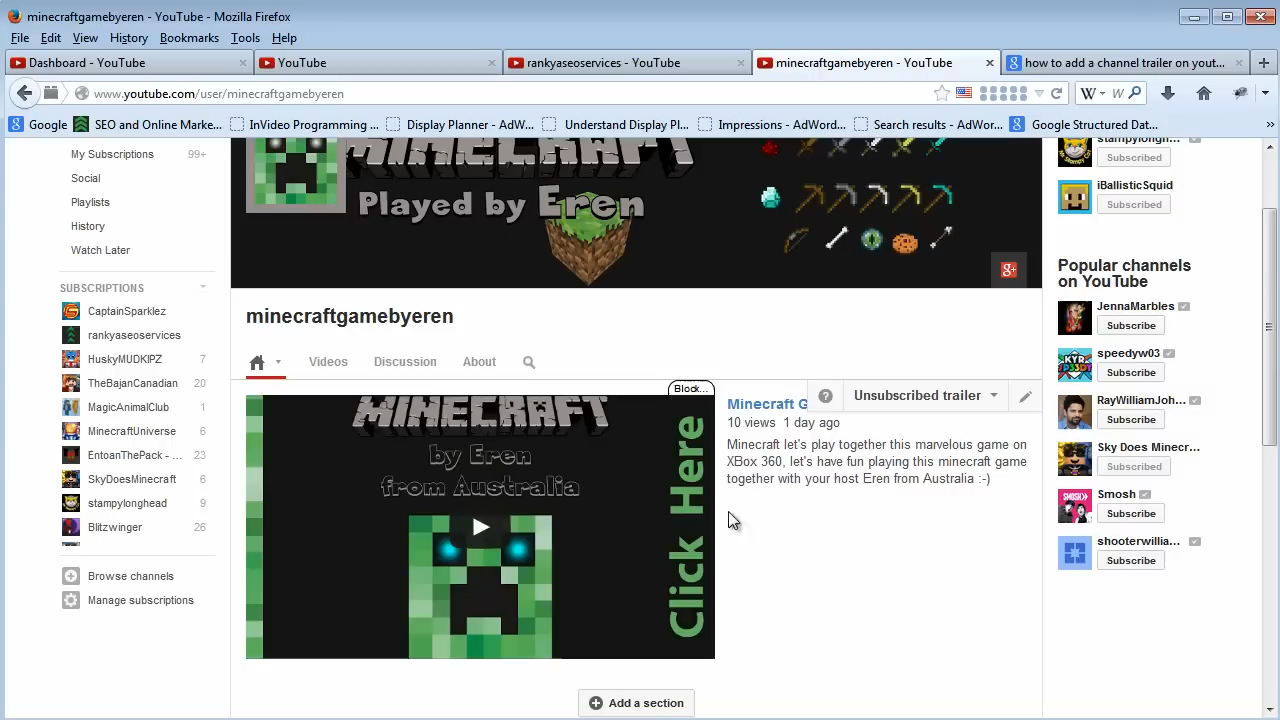 minecraftgamebyeren - YouTube - Mozilla Firefox
File Edit View History Bookmarks Tools Help
Dashboard - YouTube
YouTube
rankyaseoservices - YouTube
minecraftgamebyeren - YouTube
how to add a channel trailer on yout...
www.youtube.com/user/minecraftgamebyeren
Google
SEO and Online Marke...
InVideo Programming ...
Display Planner - AdW...
Understand Display Pl...
Impressions - AdWord...
Search results - AdWor...
Google Structured Dat...
My Subscriptions 99+
Social
Playlists
History
Watch Later
SUBSCRIPTIONS
CaptainSparklez
rankyaseoservices
HuskyMUDKIPZ 7
TheBajanCanadian 20
MagicAnimalClub 1
MinecraftUniverse 6
EntoanThePack - ... 23
SkyDoesMinecraft 6
stampylonghead 9
Blitzwinger 26
Browse channels
Manage subscriptions
MINECRAFT
Played by Eren
minecraftgamebyeren
Videos Discussion About
Block...
MINECRAFT
by Eren
from Australia
Click Here
Minecraft G
Unsubscribed trailer
10 views 1 day ago
Minecraft let's play together this marvelous game on
XBox 360, let's have fun playing this minecraft game
together with your host Eren from Australia :-)
Add a section
stampylongh...
Subscribed
iBallisticSquid
Subscribed
Popular channels
on YouTube
JennaMarbles
Subscribe
speedyw03
Subscribe
RayWilliamJoh...
Subscribe
Sky Does Minecr...
Subscribed
Smosh
Subscribe
shooterwillia...
Subscribe